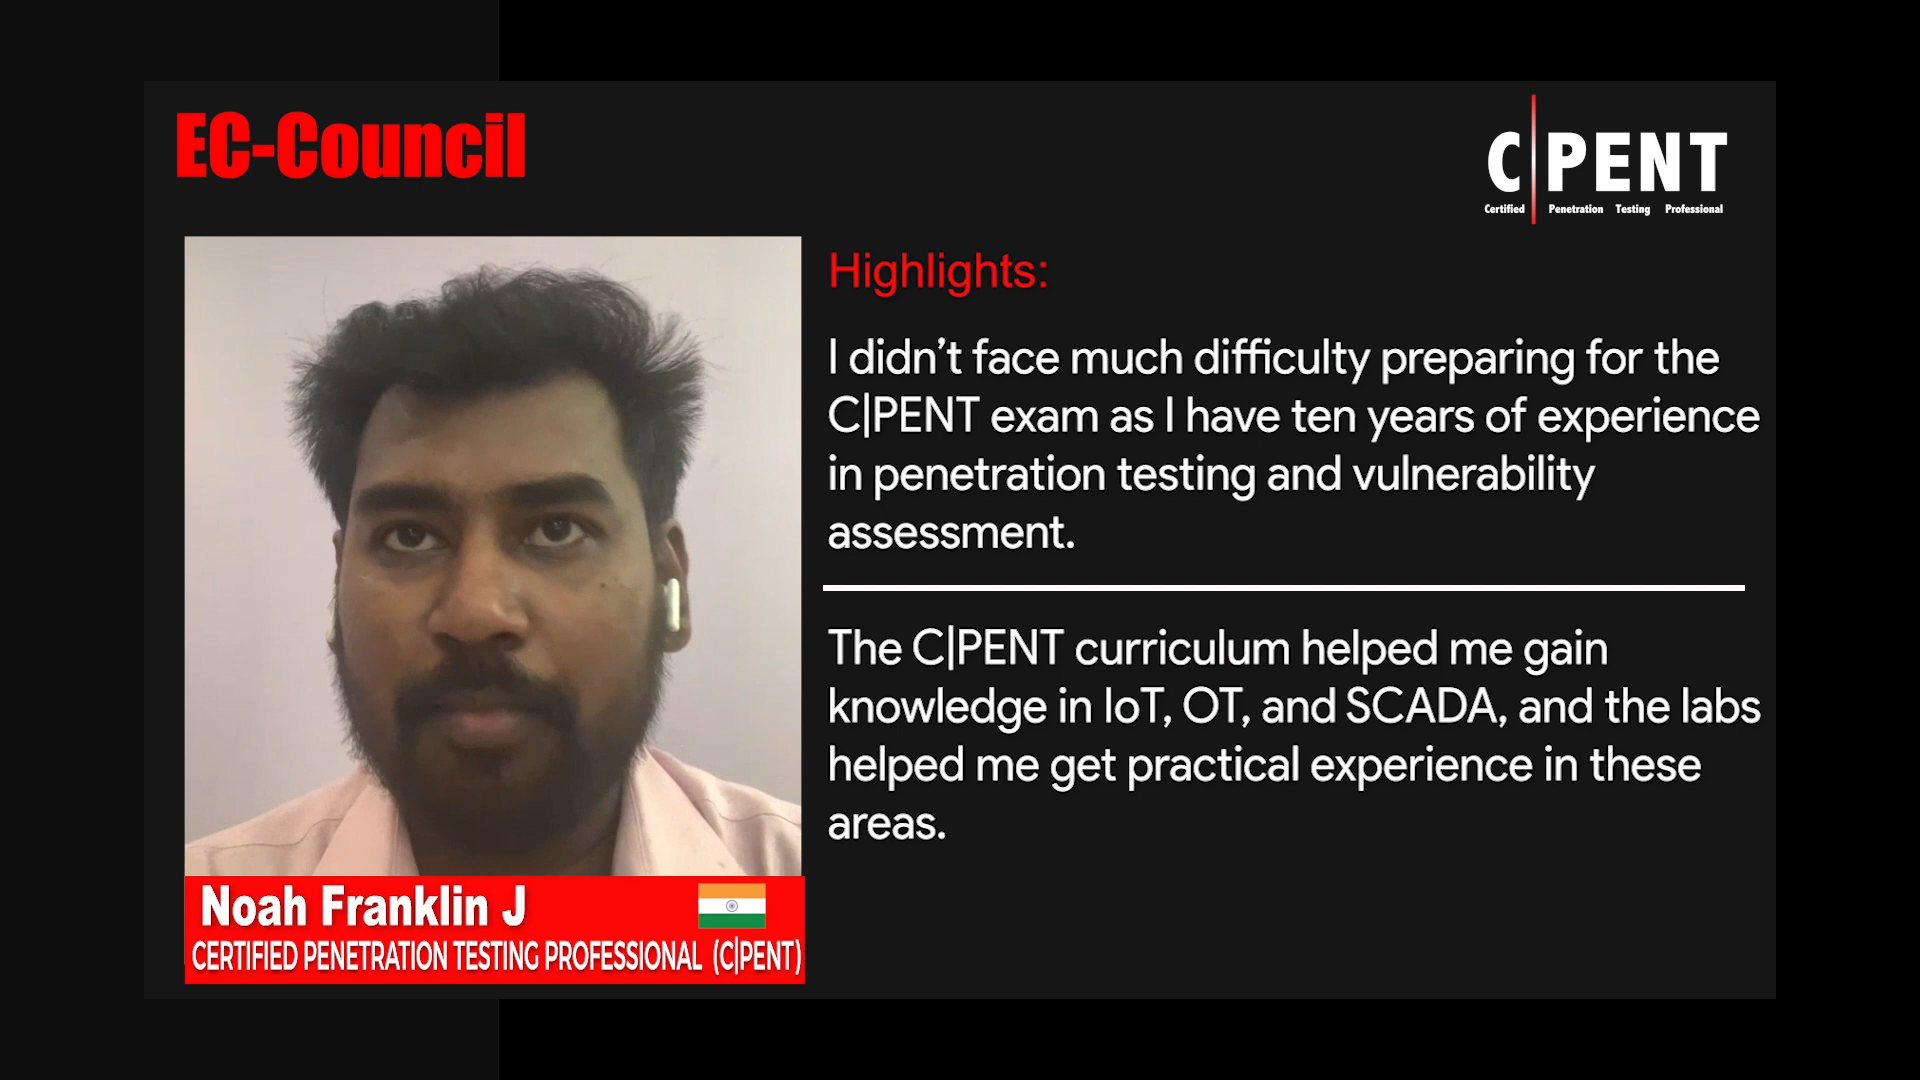 EC-Council
C|PENT
Certified Penetration Testing Professional
Highlights:
I didn’t face much difficulty preparing for the
C|PENT exam as I have ten years of experience
in penetration testing and vulnerability
assessment.
The C|PENT curriculum helped me gain
knowledge in IoT, OT, and SCADA, and the labs
helped me get practical experience in these
areas.
Noah Franklin J
CERTIFIED PENETRATION TESTING PROFESSIONAL (C|PENT)